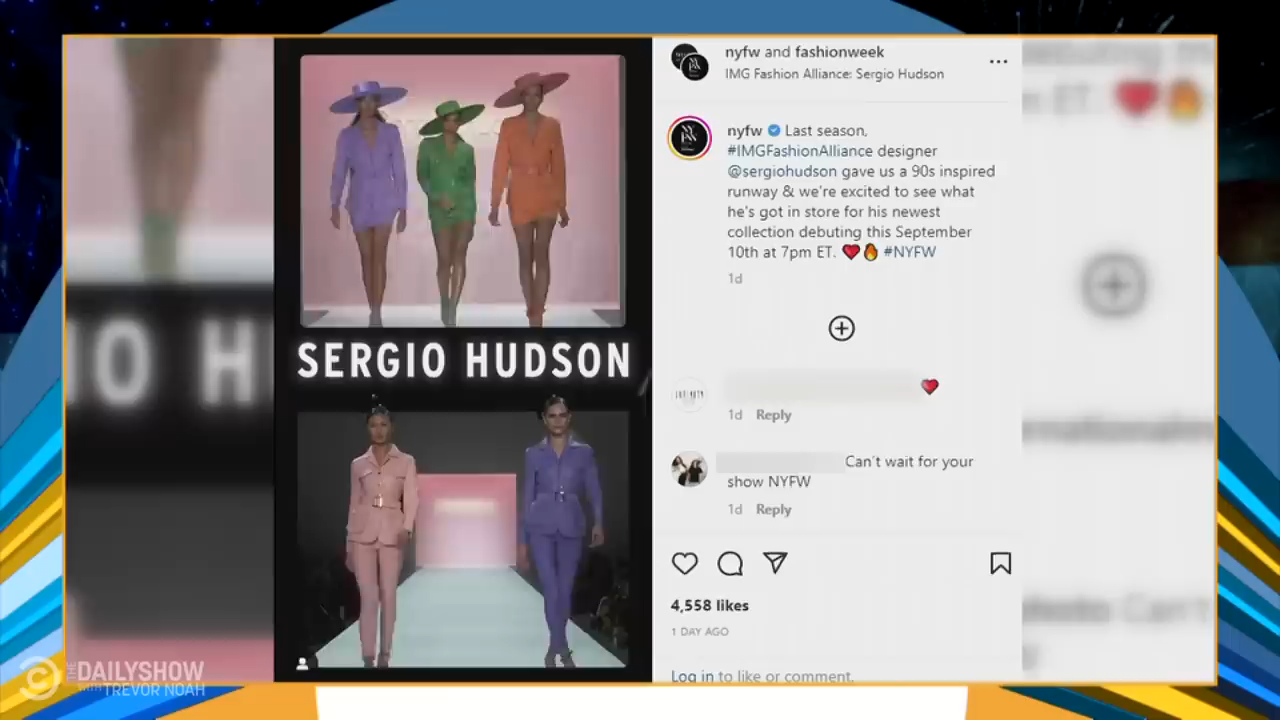 nyfw and fashionweek
IMG Fashion Alliance: Sergio Hudson
nyfw Last season,
#IMGFashionAlliance designer
@sergiohudson gave us a 90s inspired
runway & we're excited to see what
he's got in store for his newest
collection debuting this September
10th at 7pm ET. ❤️🔥 #NYFW
1d
❤️
1d Reply
Can't wait for your
show NYFW
1d Reply
4,558 likes
1 DAY AGO
Log in to like or comment.
SERGIO HUDSON
THE DAILYSHOW
WITH TREVOR NOAH